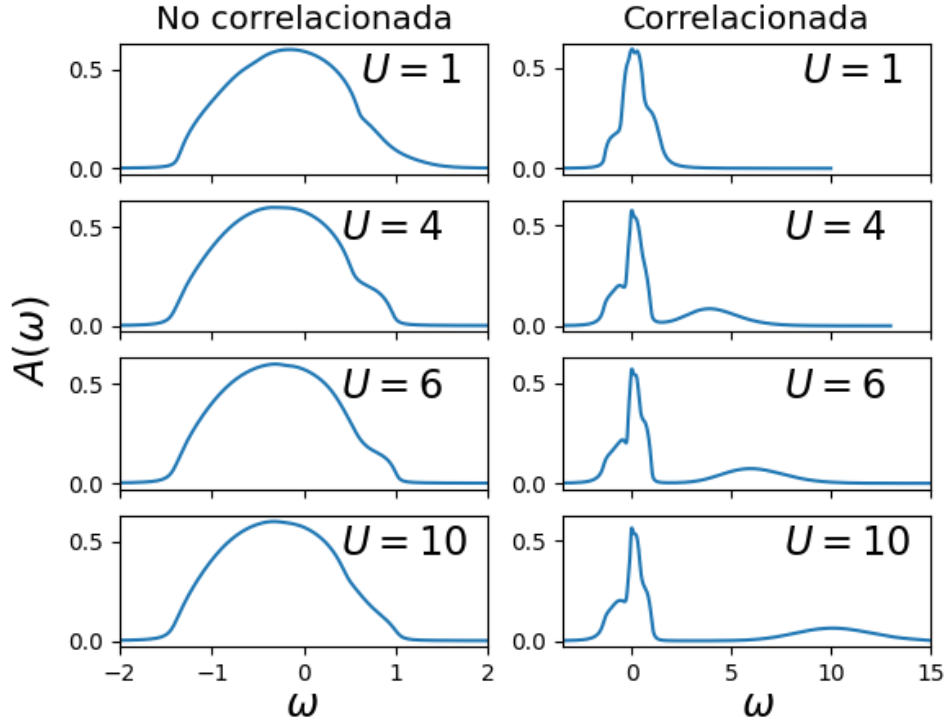 No correlacionada
Correlacionada
A(ω)
0.5
0.0
U = 1
0.5
0.0
U = 1
0.5
0.0
U = 4
0.5
0.0
U = 4
0.5
0.0
U = 6
0.5
0.0
U = 6
0.5
0.0
U = 10
0.5
0.0
U = 10
−2 −1 0 1 2
0 5 10 15
ω
ω